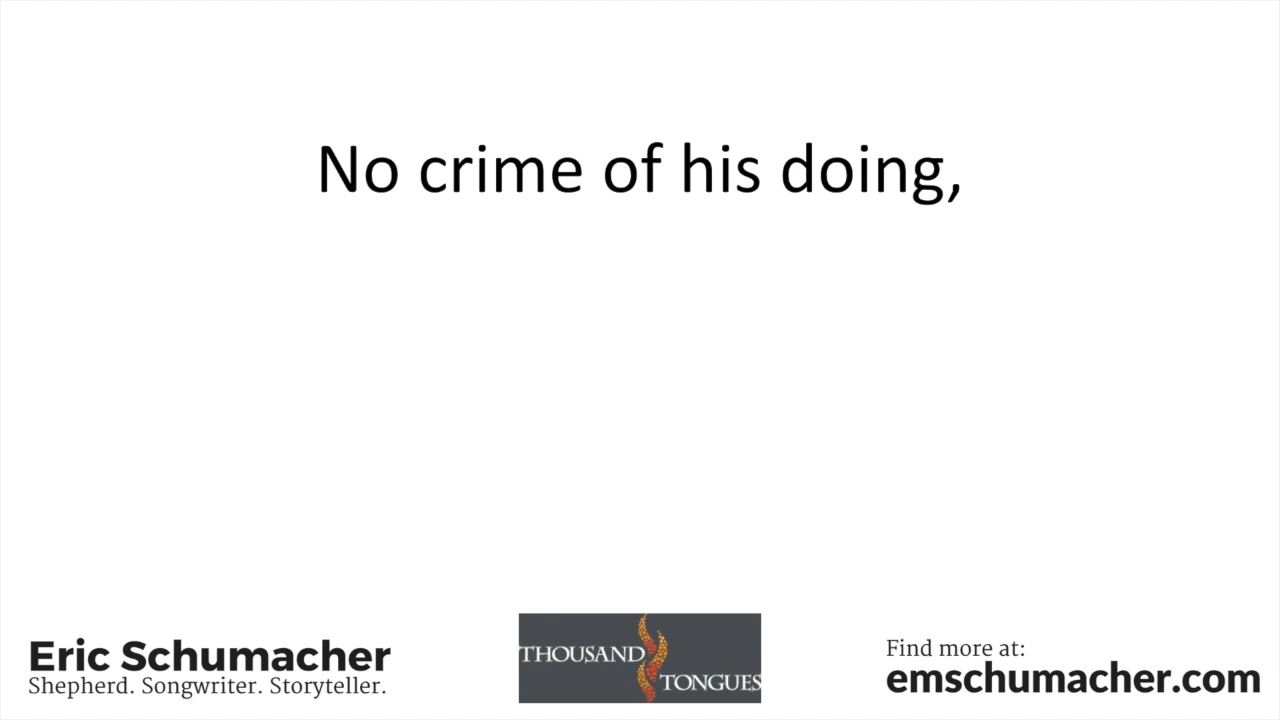 No crime of his doing,
Eric Schumacher
Shepherd. Songwriter. Storyteller.
THOUSAND
TONGUES
Find more at:
emschumacher.com